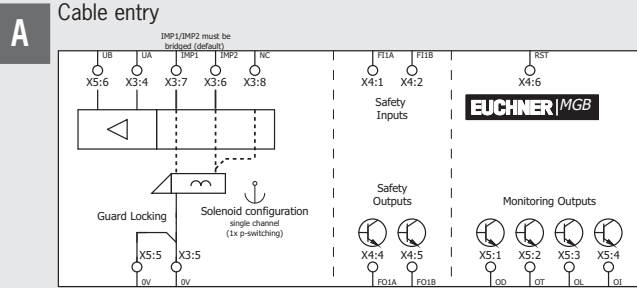 A
Cable entry
IMP1/IMP2 must be
bridged (default)
UB UA IMP1 IMP2 NC FI1A FI1B RST
X5:6 X3:4 X3:7 X3:6 X3:8 X4:1 X4:2 X4:6
Safety
Inputs
EUCHNER MGB
Safety
Outputs
Guard Locking
Solenoid configuration
single channel
(1x p-switching)
Monitoring Outputs
X5:5 X3:5 X4:4 X4:5 X5:1 X5:2 X5:3 X5:4
0V 0V FO1A FO1B OD OT OL OI